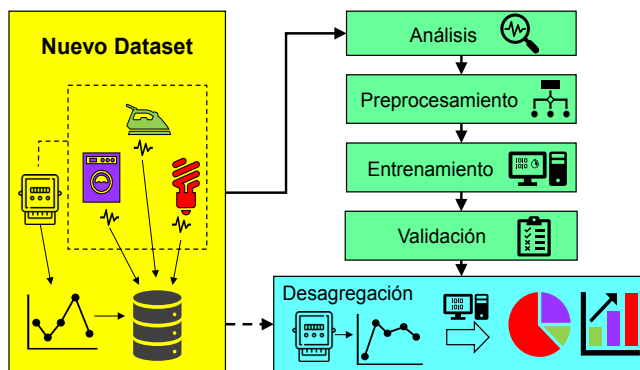 Nuevo Dataset
Análisis
Preprocesamiento
Entrenamiento
Validación
Desagregación